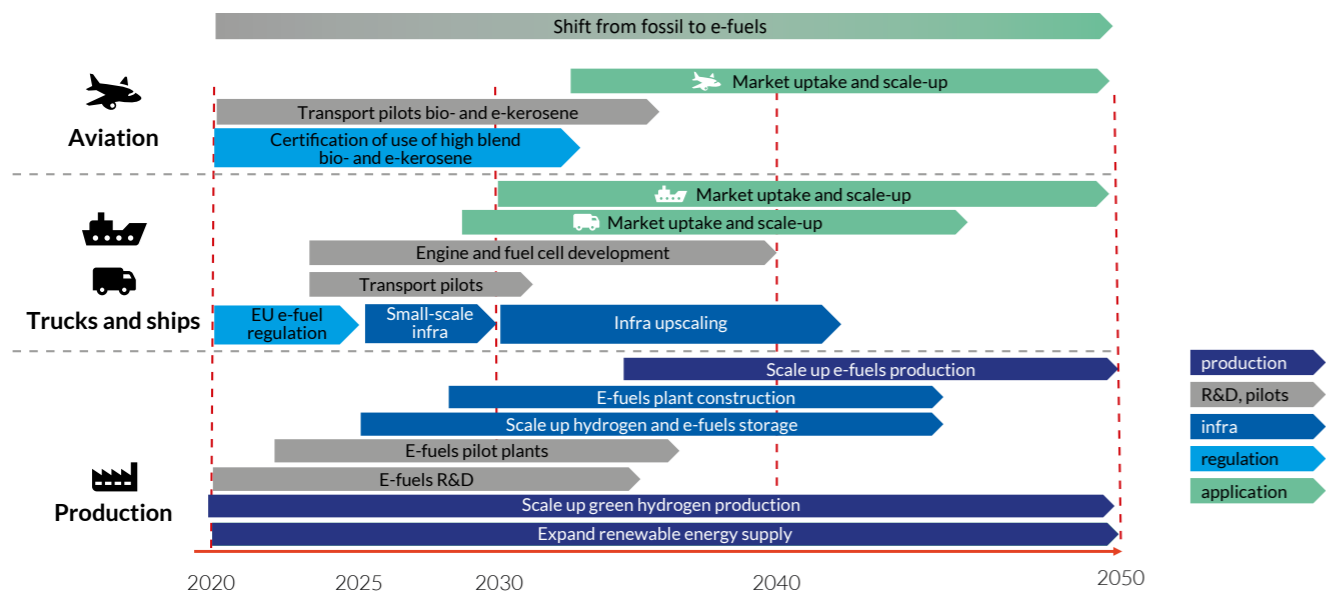 Shift from fossil to e-fuels
Market uptake and scale-up
Transport pilots bio- and e-kerosene
Aviation
Certification of use of high blend
bio- and e-kerosene
Market uptake and scale-up
Market uptake and scale-up
Engine and fuel cell development
Transport pilots
Trucks and ships
EU e-fuel
regulation
Small-scale
infra
Infra upscaling
Scale up e-fuels production
E-fuels plant construction
Scale up hydrogen and e-fuels storage
E-fuels pilot plants
E-fuels R&D
Production
Scale up green hydrogen production
Expand renewable energy supply
2020
2025
2030
2040
2050
production
R&D, pilots
infra
regulation
application